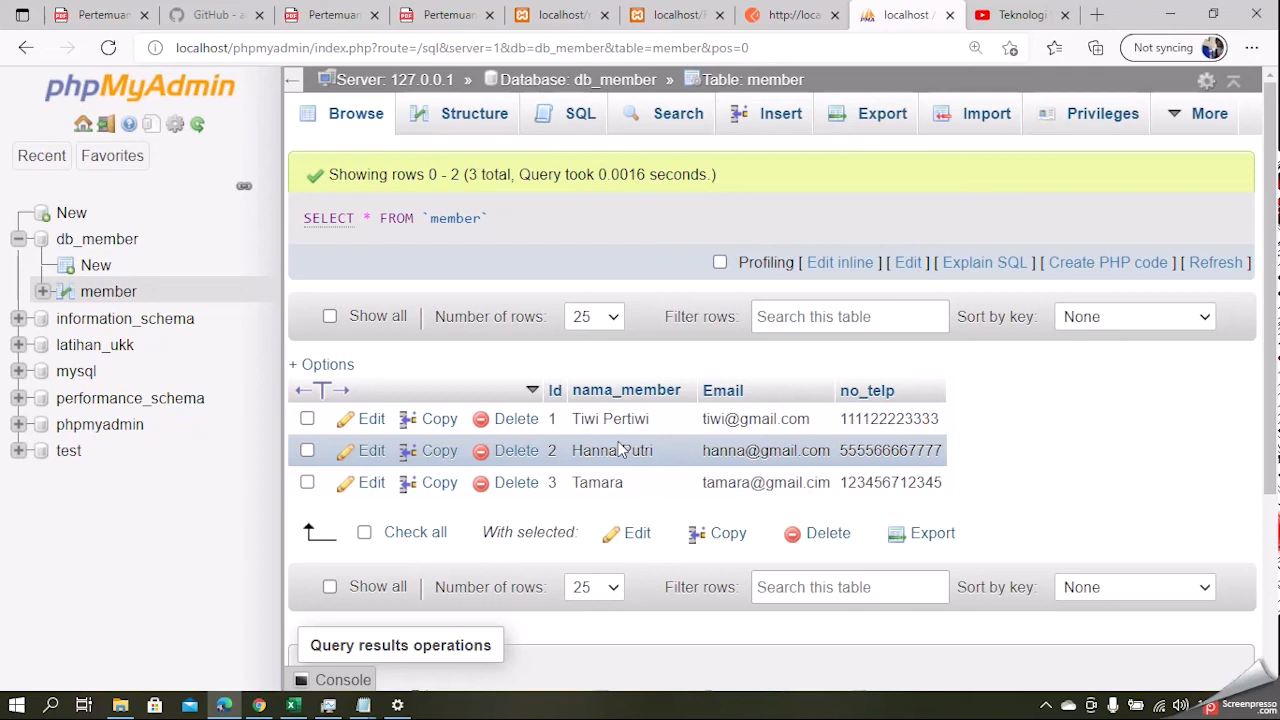 Pertemuan
GitHub - a
Pertemuan
Pertemuan
localhost/r
localhost/F
http://loca
localhost /
Teknologi I
localhost/phpmyadmin/index.php?route=/sql&server=1&db=db_member&table=member&pos=0
Not syncing
phpMyAdmin
Server: 127.0.0.1 » Database: db_member » Table: member
Browse Structure SQL Search Insert Export Import Privileges More
Recent Favorites
Showing rows 0 - 2 (3 total, Query took 0.0016 seconds.)
New
SELECT * FROM `member`
db_member
New
Profiling [ Edit inline ] [ Edit ] [ Explain SQL ] [ Create PHP code ] [ Refresh ]
member
information_schema
Show all Number of rows: 25 Filter rows: Search this table Sort by key: None
latihan_ukk
+ Options
mysql
Id nama_member Email no_telp
performance_schema
Edit Copy Delete 1 Tiwi Pertiwi tiwi@gmail.com 111122223333
phpmyadmin
Edit Copy Delete 2 Hanna Putri hanna@gmail.com 555566667777
test
Edit Copy Delete 3 Tamara tamara@gmail.cim 123456712345
Check all With selected: Edit Copy Delete Export
Show all Number of rows: 25 Filter rows: Search this table Sort by key: None
Query results operations
Console
Screenpresso
.com